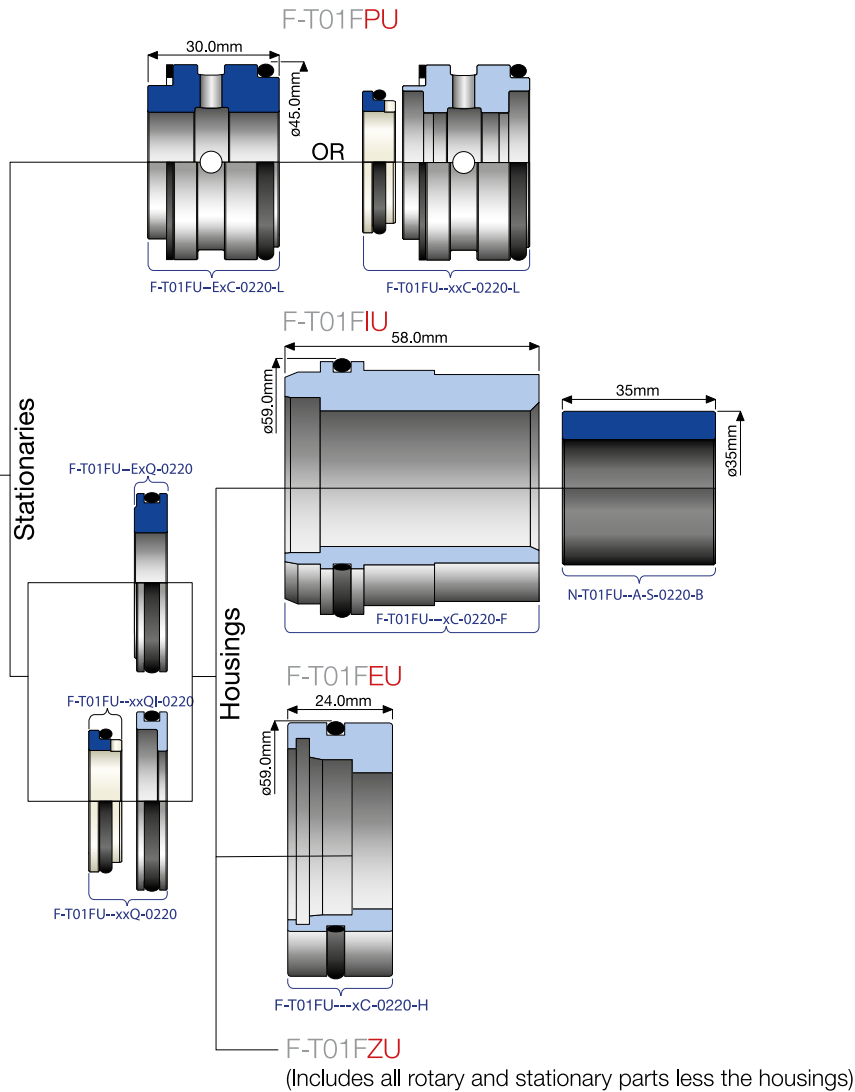 F-T01FPU
30.0mm
ø45.0mm
OR
F-T01FU–ExC-0220-L
F-T01FU--xxC-0220-L
F-T01FIU
58.0mm
ø59.0mm
35mm
ø35mm
Stationaries
F-T01FU–ExQ-0220
N-T01FU--A-S-0220-B
F-T01FU---xC-0220-F
Housings
F-T01FEU
F-T01FU--xxQI-0220
24.0mm
ø59.0mm
F-T01FU--xxQ-0220
F-T01FU---xC-0220-H
F-T01FZU
(Includes all rotary and stationary parts less the housings)